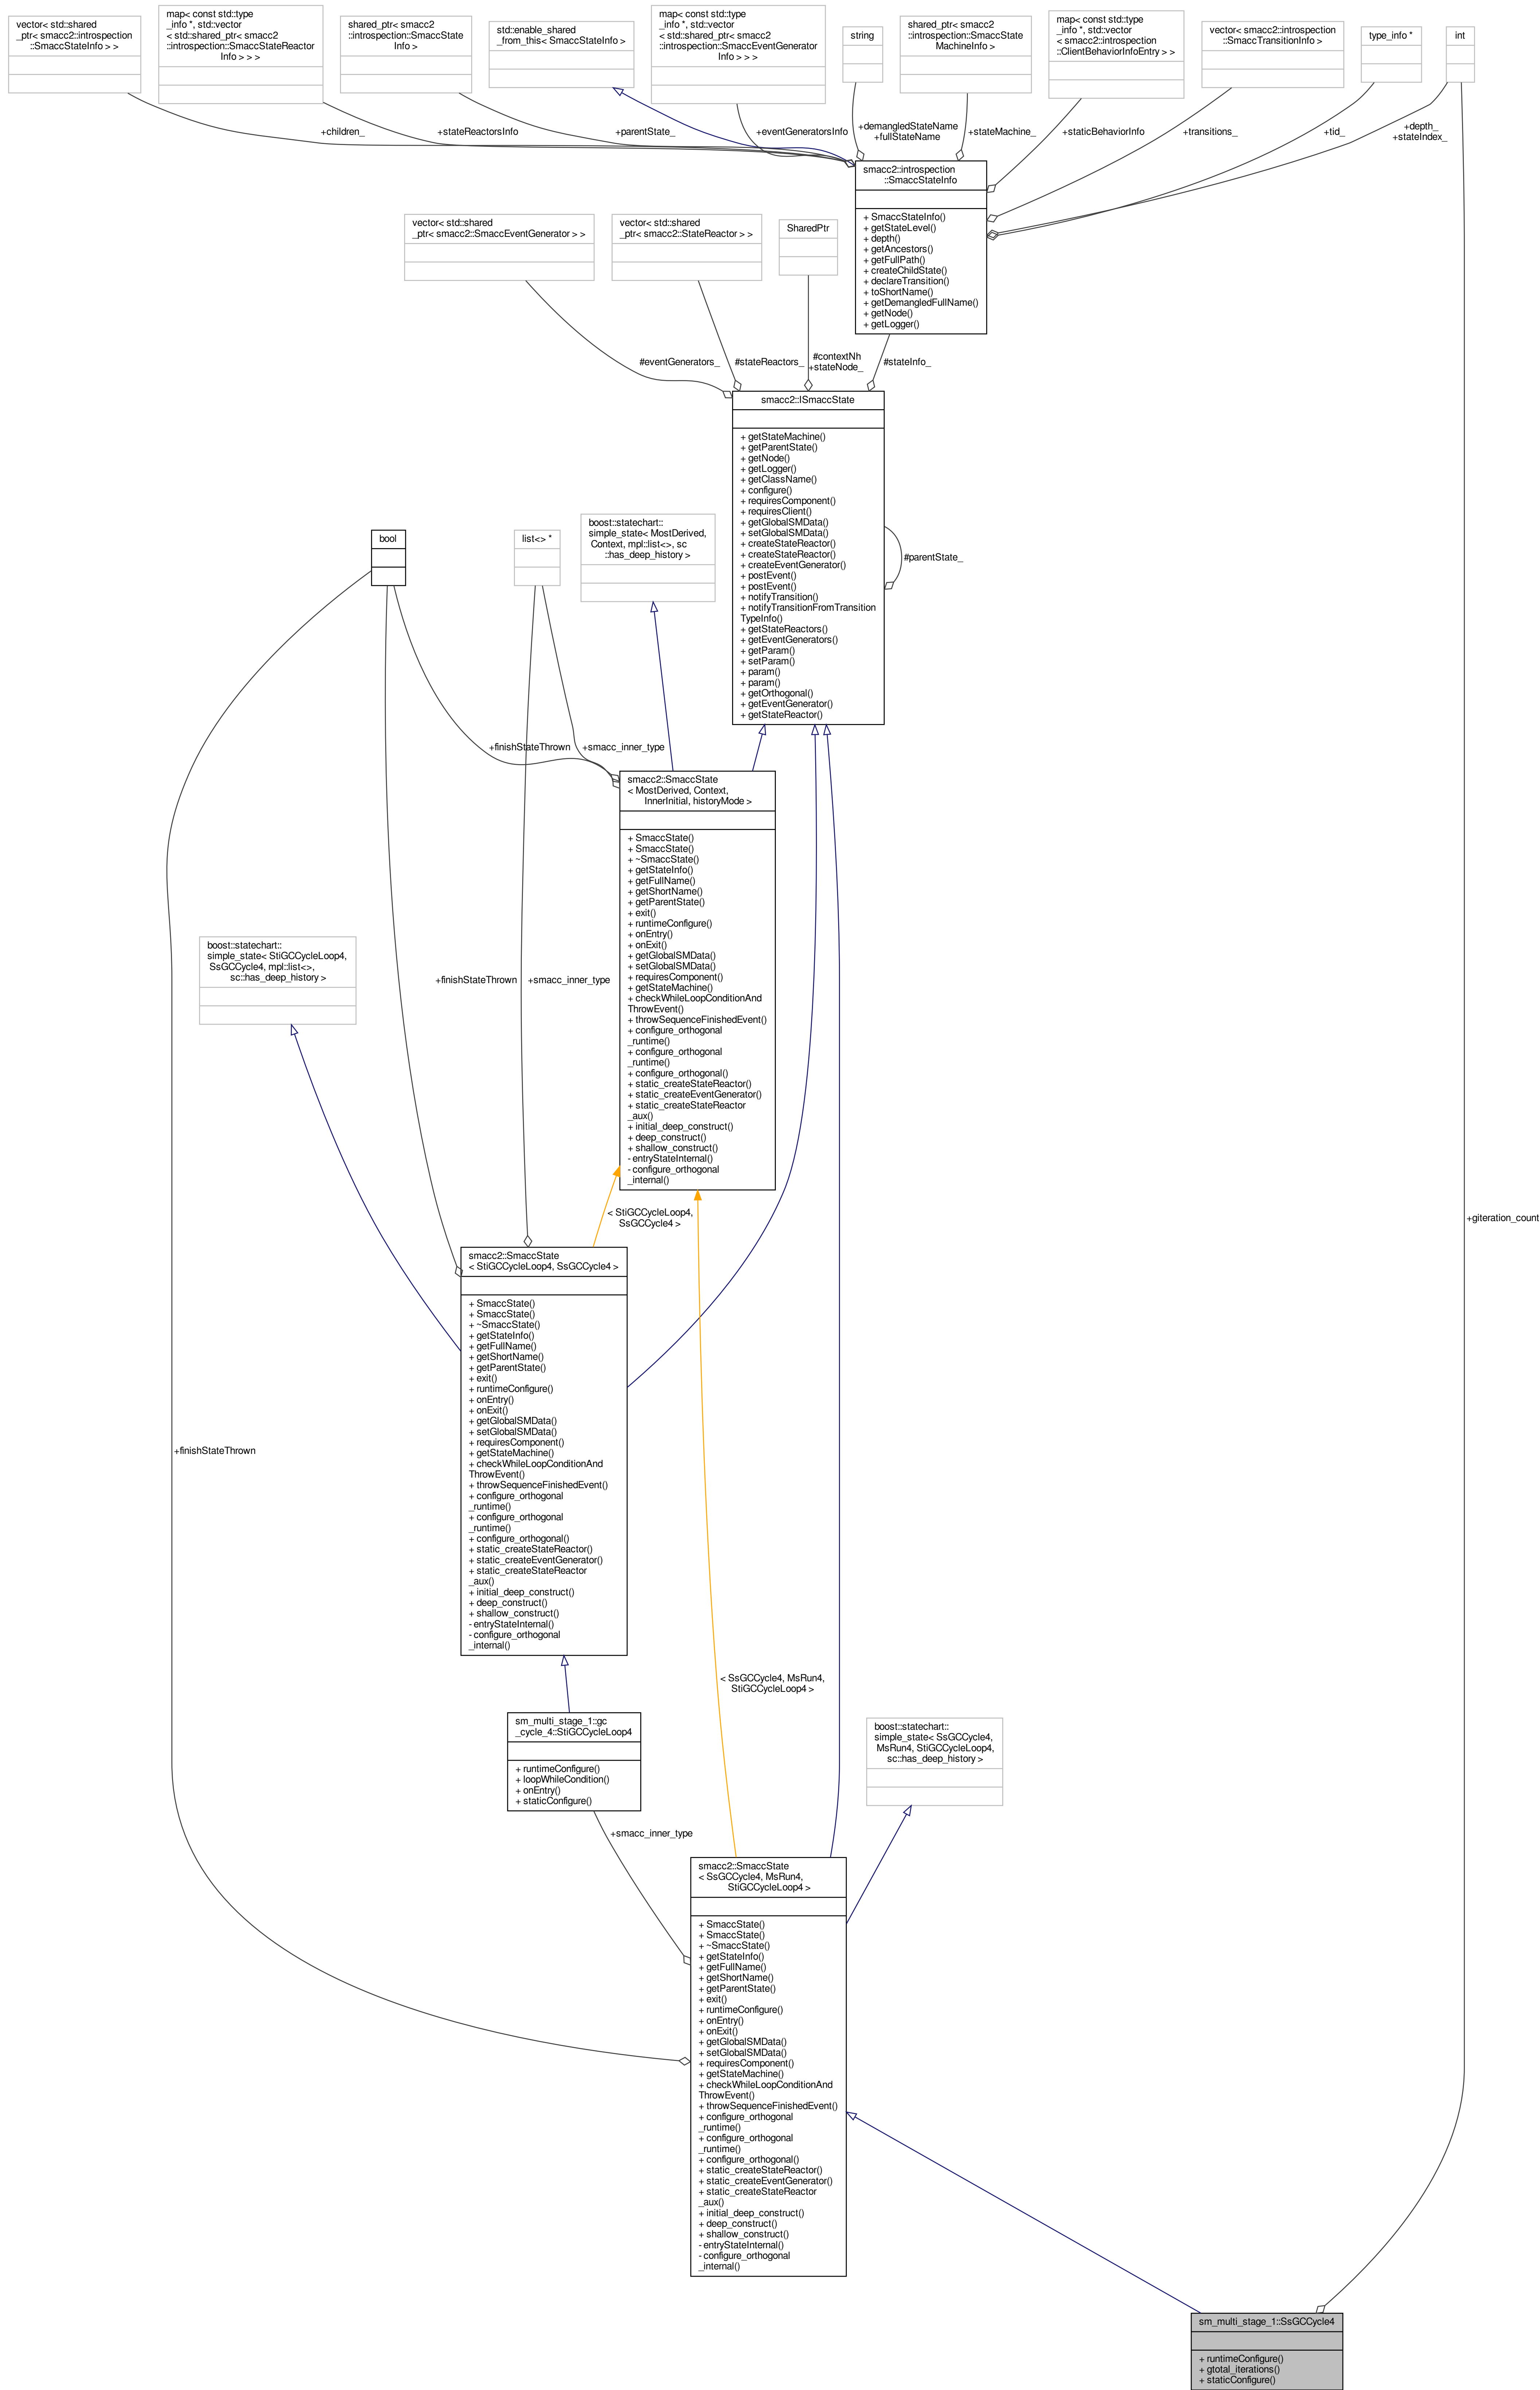 vector< std::shared
_ptr< smacc2::introspection
::SmaccStateInfo > >
map< const std::type
_info *, std::vector
< std::shared_ptr< smacc2
::introspection::SmaccStateReactor
Info > > >
shared_ptr< smacc2
::introspection::SmaccState
Info >
std::enable_shared
_from_this< SmaccStateInfo >
map< const std::type
_info *, std::vector
< std::shared_ptr< smacc2
::introspection::SmaccEventGenerator
Info > > >
string
shared_ptr< smacc2
::introspection::SmaccState
MachineInfo >
map< const std::type
_info *, std::vector
< smacc2::introspection
::ClientBehaviorInfoEntry > >
vector< smacc2::introspection
::SmaccTransitionInfo >
type_info *
int
+children_
+stateReactorsInfo
+parentState_
+eventGeneratorsInfo
+demangledStateName
+fullStateName
+stateMachine_
+staticBehaviorInfo
+transitions_
+tid_
+depth_
+stateIndex_
smacc2::introspection
::SmaccStateInfo
+ SmaccStateInfo()
+ getStateLevel()
+ depth()
+ getAncestors()
+ getFullPath()
+ createChildState()
+ declareTransition()
+ toShortName()
+ getDemangledFullName()
+ getNode()
+ getLogger()
vector< std::shared
_ptr< smacc2::SmaccEventGenerator > >
vector< std::shared
_ptr< smacc2::StateReactor > >
SharedPtr
#eventGenerators_
#stateReactors_
#contextNh
+stateNode_
#stateInfo_
smacc2::ISmaccState
+ getStateMachine()
+ getParentState()
+ getNode()
+ getLogger()
+ getClassName()
+ configure()
+ requiresComponent()
+ requiresClient()
+ getGlobalSMData()
+ setGlobalSMData()
+ createStateReactor()
+ createStateReactor()
+ createEventGenerator()
+ postEvent()
+ postEvent()
+ notifyTransition()
+ notifyTransitionFromTransition
TypeInfo()
+ getStateReactors()
+ getEventGenerators()
+ getParam()
+ setParam()
+ param()
+ param()
+ getOrthogonal()
+ getEventGenerator()
+ getStateReactor()
#parentState_
bool
list<> *
boost::statechart::
simple_state< MostDerived,
Context, mpl::list<>, sc
::has_deep_history >
+finishStateThrown
+smacc_inner_type
smacc2::SmaccState
< MostDerived, Context,
InnerInitial, historyMode >
+ SmaccState()
+ SmaccState()
+ ~SmaccState()
+ getStateInfo()
+ getFullName()
+ getShortName()
+ getParentState()
+ exit()
+ runtimeConfigure()
+ onEntry()
+ onExit()
+ getGlobalSMData()
+ setGlobalSMData()
+ requiresComponent()
+ getStateMachine()
+ checkWhileLoopConditionAnd
ThrowEvent()
+ throwSequenceFinishedEvent()
+ configure_orthogonal
_runtime()
+ configure_orthogonal
_runtime()
+ configure_orthogonal()
+ static_createStateReactor()
+ static_createEventGenerator()
+ static_createStateReactor
_aux()
+ initial_deep_construct()
+ deep_construct()
+ shallow_construct()
- entryStateInternal()
- configure_orthogonal
_internal()
boost::statechart::
simple_state< StiGCCycleLoop4,
SsGCCycle4, mpl::list<>,
sc::has_deep_history >
+finishStateThrown
+smacc_inner_type
< StiGCCycleLoop4,
SsGCCycle4 >
+giteration_count
smacc2::SmaccState
< StiGCCycleLoop4, SsGCCycle4 >
+ SmaccState()
+ SmaccState()
+ ~SmaccState()
+ getStateInfo()
+ getFullName()
+ getShortName()
+ getParentState()
+ exit()
+ runtimeConfigure()
+ onEntry()
+ onExit()
+ getGlobalSMData()
+ setGlobalSMData()
+ requiresComponent()
+ getStateMachine()
+ checkWhileLoopConditionAnd
ThrowEvent()
+ throwSequenceFinishedEvent()
+ configure_orthogonal
_runtime()
+ configure_orthogonal
_runtime()
+ configure_orthogonal()
+ static_createStateReactor()
+ static_createEventGenerator()
+ static_createStateReactor
_aux()
+ initial_deep_construct()
+ deep_construct()
+ shallow_construct()
- entryStateInternal()
- configure_orthogonal
_internal()
+finishStateThrown
< SsGCCycle4, MsRun4,
StiGCCycleLoop4 >
sm_multi_stage_1::gc
_cycle_4::StiGCCycleLoop4
+ runtimeConfigure()
+ loopWhileCondition()
+ onEntry()
+ staticConfigure()
boost::statechart::
simple_state< SsGCCycle4,
MsRun4, StiGCCycleLoop4,
sc::has_deep_history >
+smacc_inner_type
smacc2::SmaccState
< SsGCCycle4, MsRun4,
StiGCCycleLoop4 >
+ SmaccState()
+ SmaccState()
+ ~SmaccState()
+ getStateInfo()
+ getFullName()
+ getShortName()
+ getParentState()
+ exit()
+ runtimeConfigure()
+ onEntry()
+ onExit()
+ getGlobalSMData()
+ setGlobalSMData()
+ requiresComponent()
+ getStateMachine()
+ checkWhileLoopConditionAnd
ThrowEvent()
+ throwSequenceFinishedEvent()
+ configure_orthogonal
_runtime()
+ configure_orthogonal
_runtime()
+ configure_orthogonal()
+ static_createStateReactor()
+ static_createEventGenerator()
+ static_createStateReactor
_aux()
+ initial_deep_construct()
+ deep_construct()
+ shallow_construct()
- entryStateInternal()
- configure_orthogonal
_internal()
sm_multi_stage_1::SsGCCycle4
+ runtimeConfigure()
+ gtotal_iterations()
+ staticConfigure()